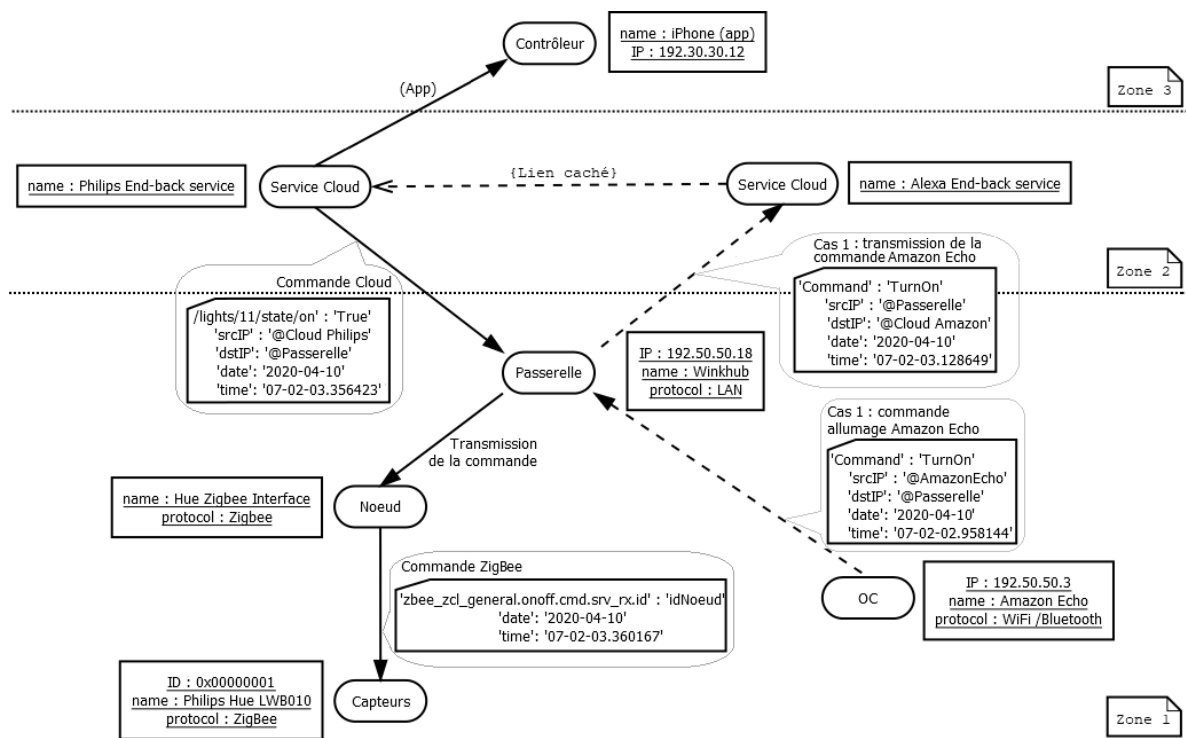 Contrôleur
name : iPhone (app)
IP : 192.30.30.12
(App)
Zone 3
name : Philips End-back service
Service Cloud
{Lien caché}
Service Cloud
name : Alexa End-back service
Cas 1 : transmission de la
commande Amazon Echo
'Command' : 'TurnOn'
'srcIP' : '@Passerelle'
'dstIP': '@Cloud Amazon'
'date': '2020-04-10'
'time': '07-02-03.128649'
Zone 2
Commande Cloud
/lights/11/state/on' : 'True'
'srcIP' : '@Cloud Philips'
'dstIP': '@Passerelle'
'date': '2020-04-10'
'time': '07-02-03.356423'
Passerelle
IP : 192.50.50.18
name : Winkhub
protocol : LAN
Cas 1 : commande
allumage Amazon Echo
'Command' : 'TurnOn'
'srcIP' : '@AmazonEcho'
'dstIP': '@Passerelle'
'date': '2020-04-10'
'time': '07-02-02.958144'
Transmission
de la commande
name : Hue Zigbee Interface
protocol : Zigbee
Noeud
Commande ZigBee
'zbee_zcl_general.onoff.cmd.srv_rx.id' : 'idNoeud'
'date': '2020-04-10'
'time': '07-02-03.360167'
OC
IP : 192.50.50.3
name : Amazon Echo
protocol : WiFi /Bluetooth
ID : 0x00000001
name : Philips Hue LWB010
protocol : ZigBee
Capteurs
Zone 1